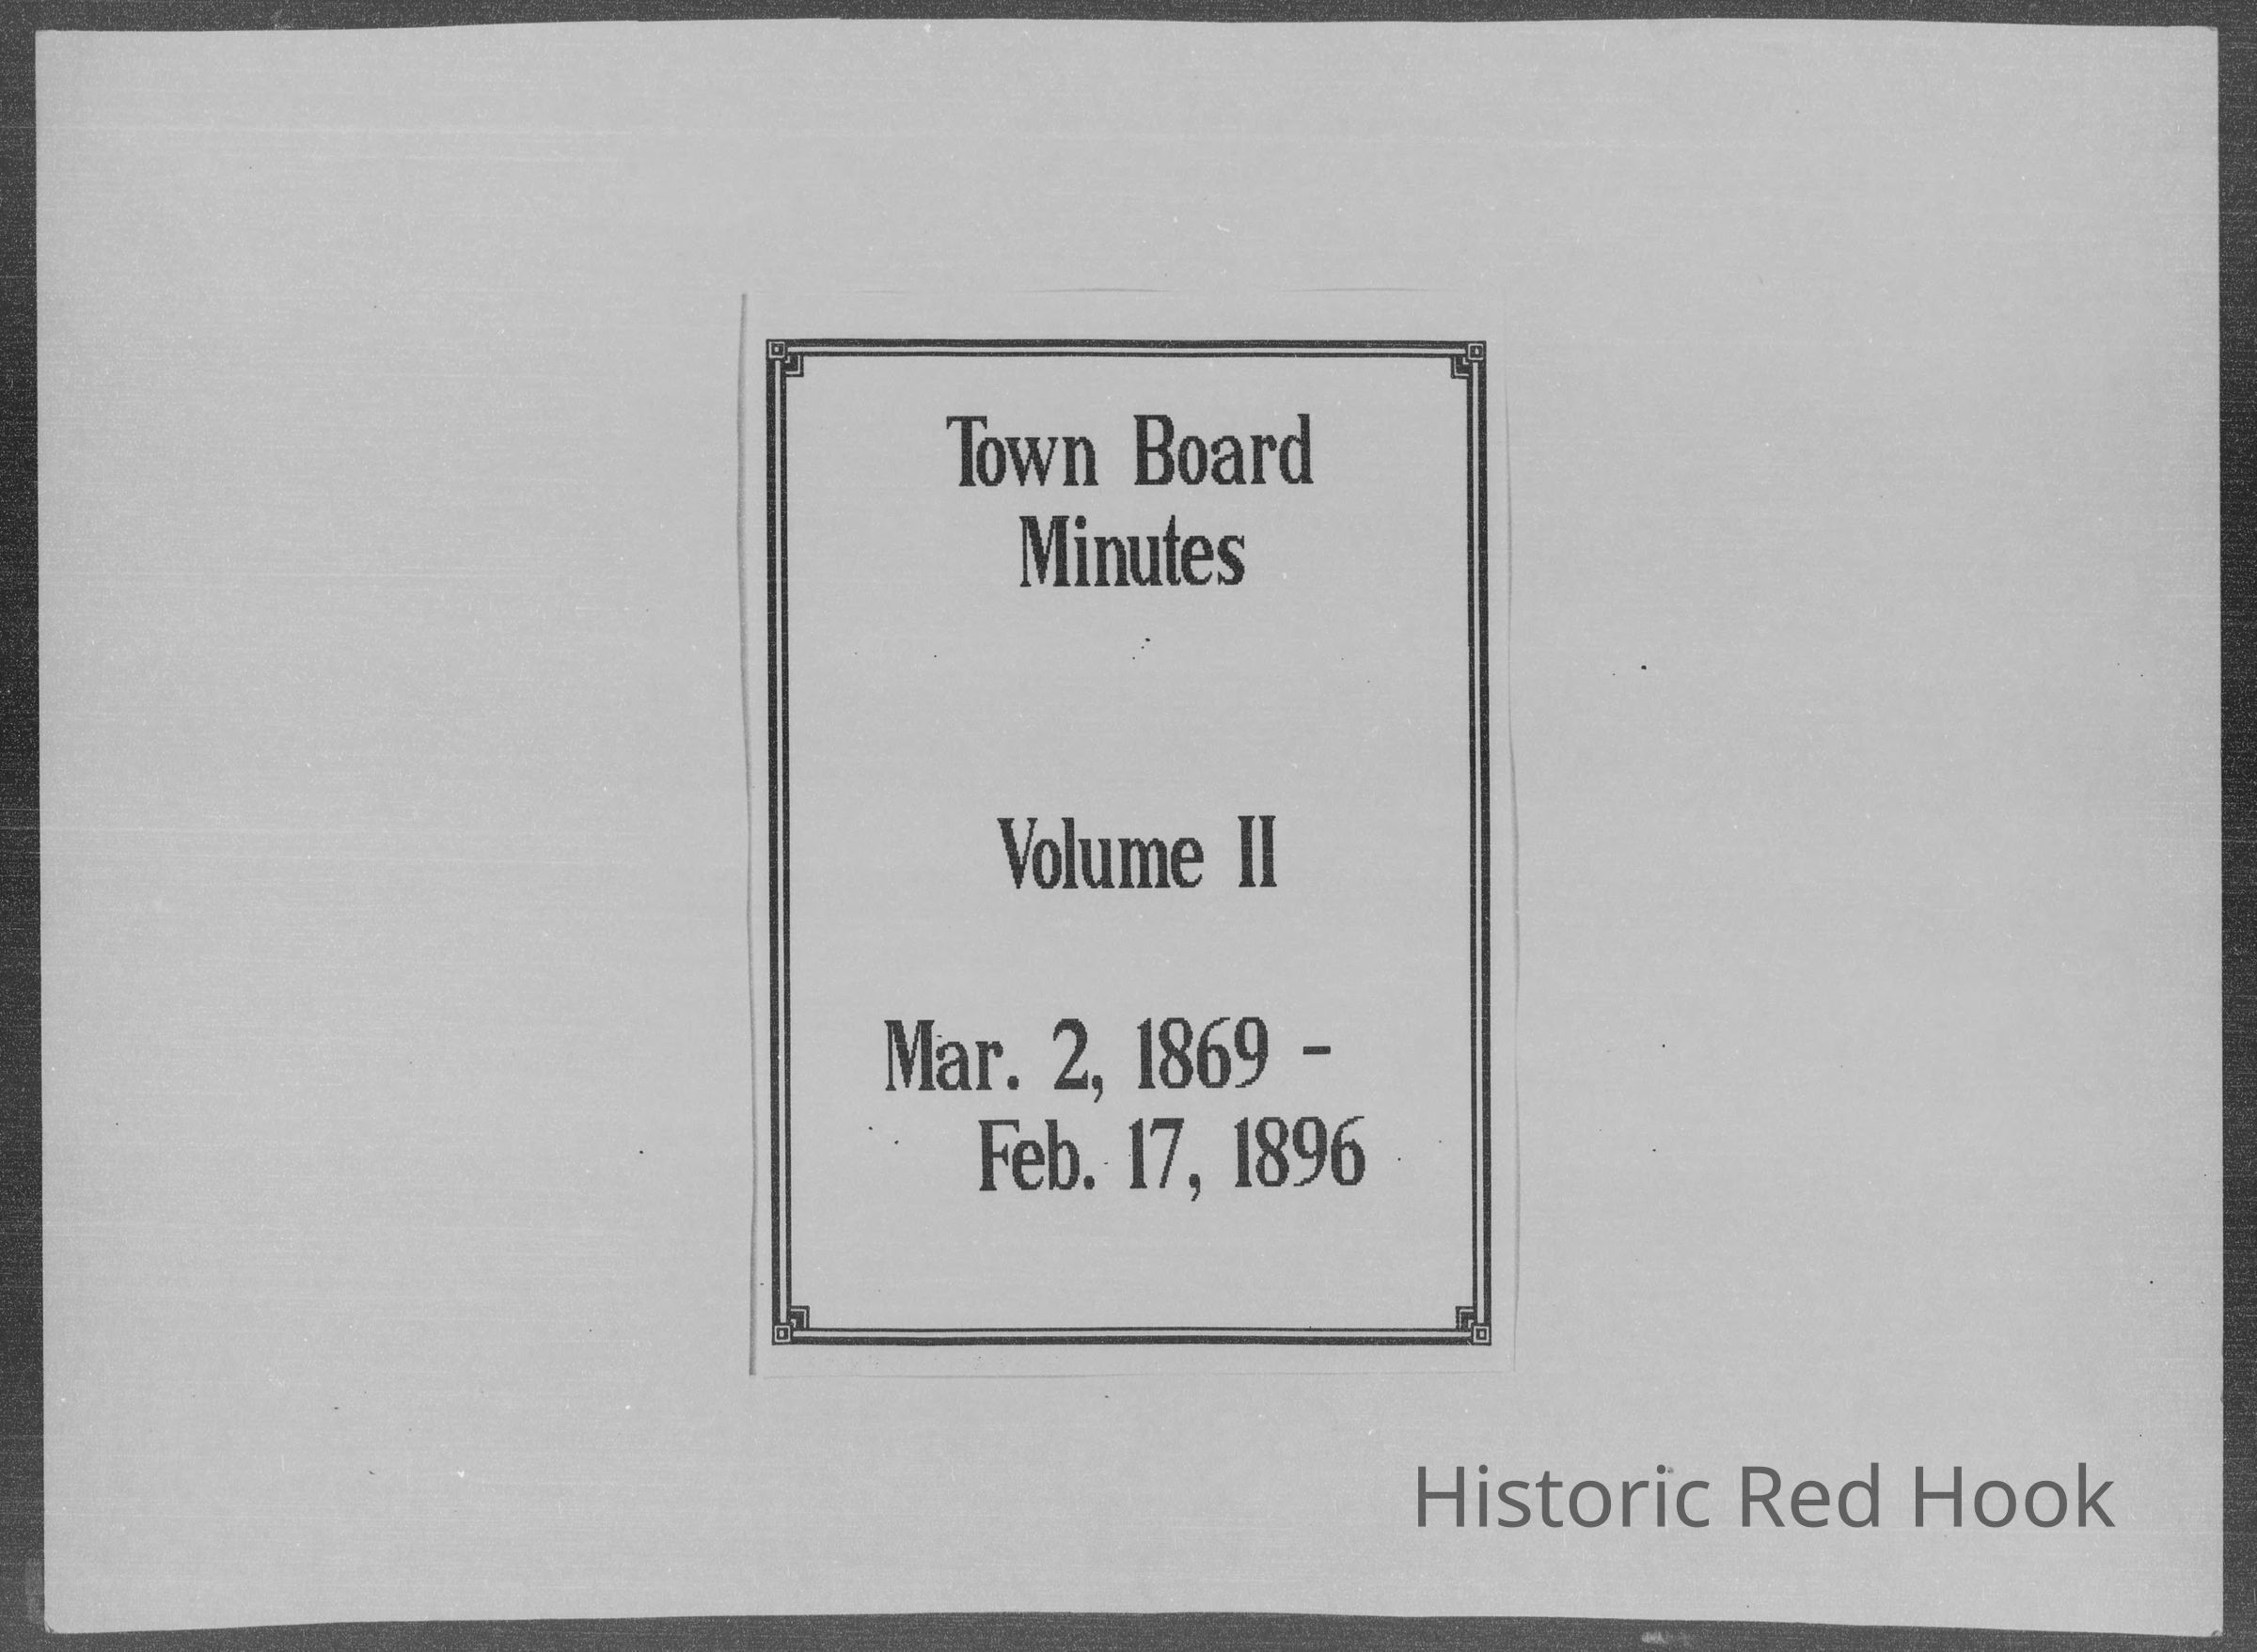 Town Board
Minutes
Volume II
Mar. 2, 1869 -
Feb. 17, 1896
Historic Red Hook